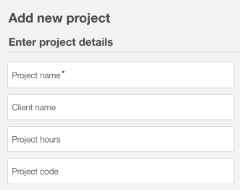 Add new project
Enter project details
Project name*
Client name
Project hours
Project code